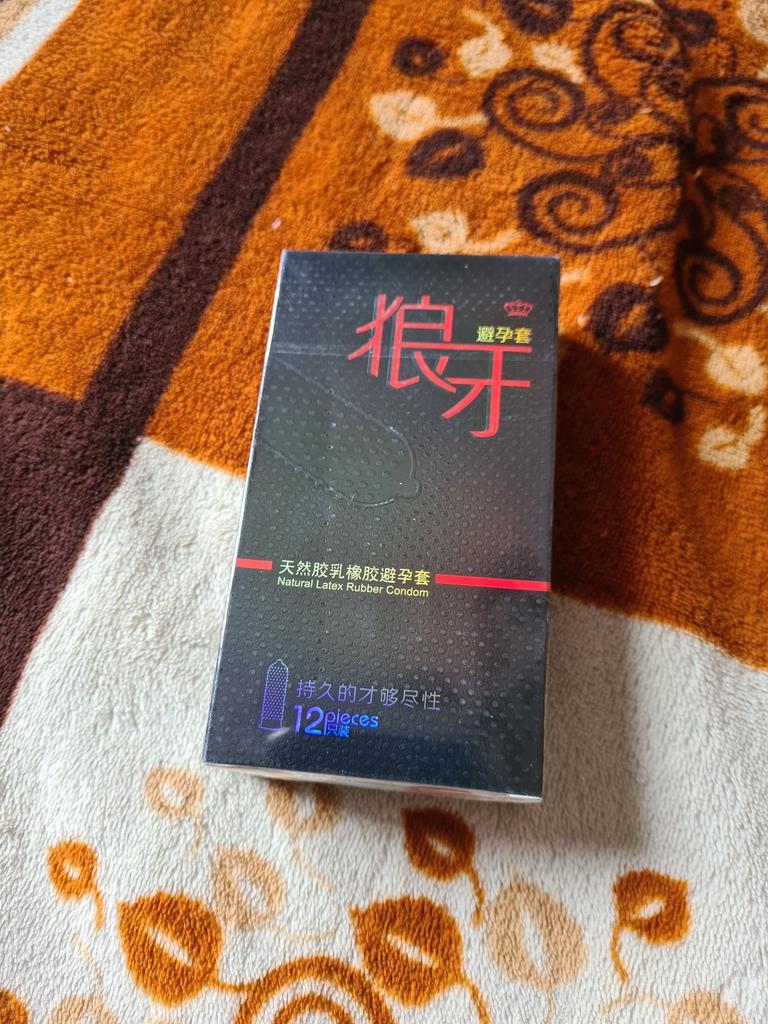 狼牙
避孕套
天然胶乳橡胶避孕套
Natural Latex Rubber Condom
持久的才够尽性
12pieces
只装